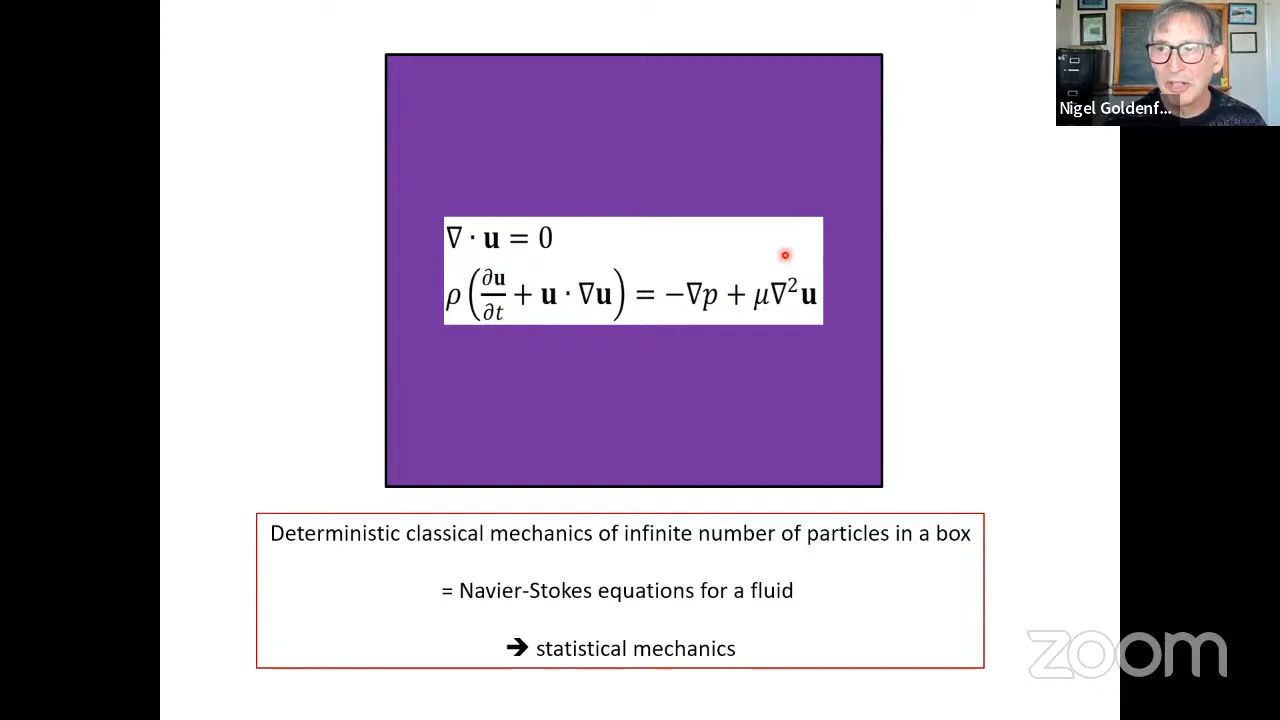 Nigel Goldenf...
∇ · u = 0
ρ(∂u/∂t + u · ∇u) = −∇p + μ∇²u
Deterministic classical mechanics of infinite number of particles in a box
= Navier-Stokes equations for a fluid
➔ statistical mechanics
zoom